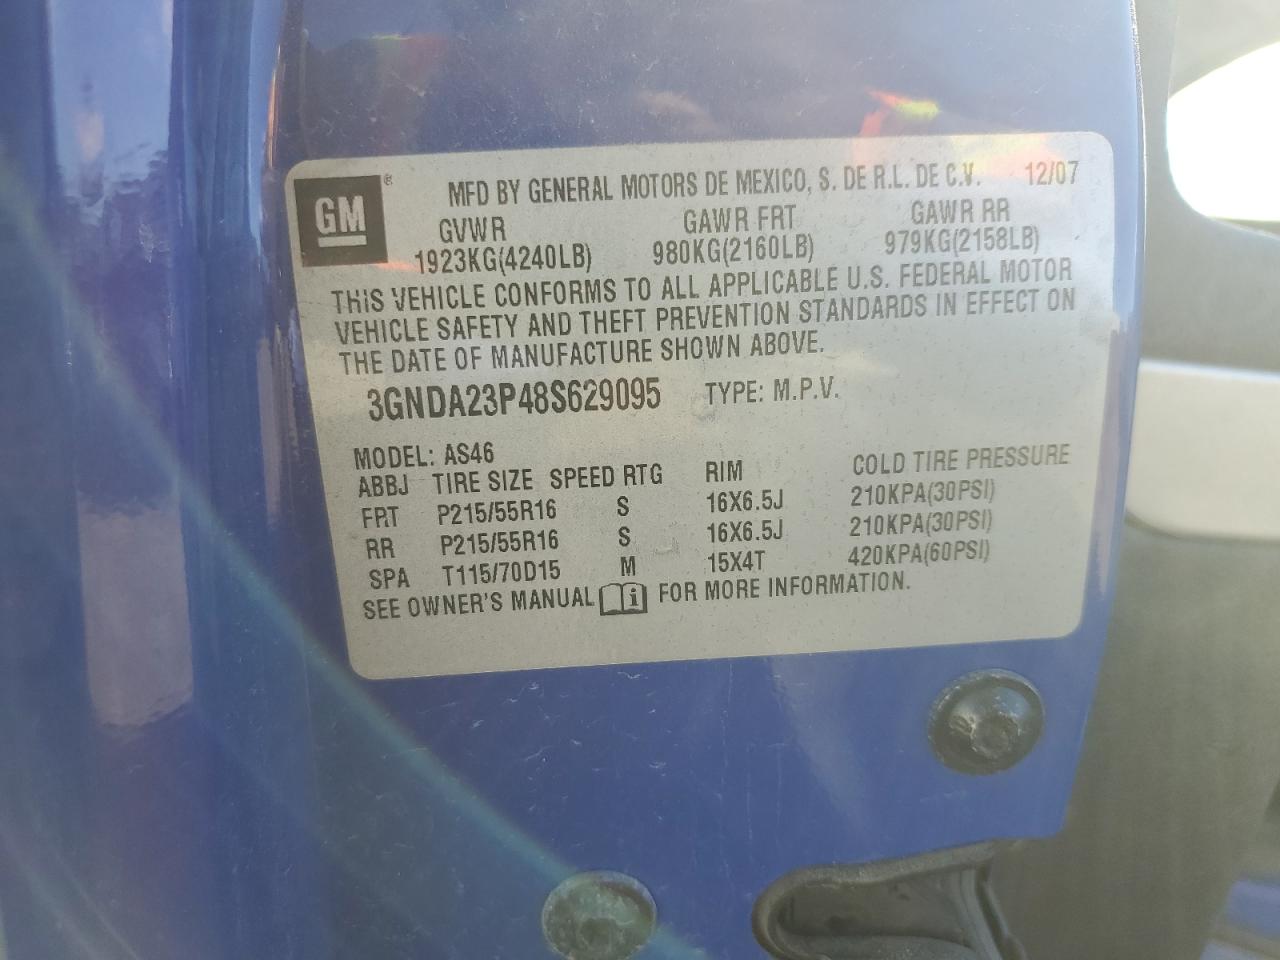 GM® MFD BY GENERAL MOTORS DE MEXICO, S. DE R.L. DE C.V. 12/07
GVWR GAWR FRT GAWR RR
1923KG(4240LB) 980KG(2160LB) 979KG(2158LB)
THIS VEHICLE CONFORMS TO ALL APPLICABLE U.S. FEDERAL MOTOR
VEHICLE SAFETY AND THEFT PREVENTION STANDARDS IN EFFECT ON
THE DATE OF MANUFACTURE SHOWN ABOVE.
3GNDA23P48S629095 TYPE: M.P.V.
MODEL: AS46
ABBJ TIRE SIZE SPEED RTG RIM COLD TIRE PRESSURE
FRT P215/55R16 S 16X6.5J 210KPA(30PSI)
RR P215/55R16 S 16X6.5J 210KPA(30PSI)
SPA T115/70D15 M 15X4T 420KPA(60PSI)
SEE OWNER'S MANUAL i FOR MORE INFORMATION.